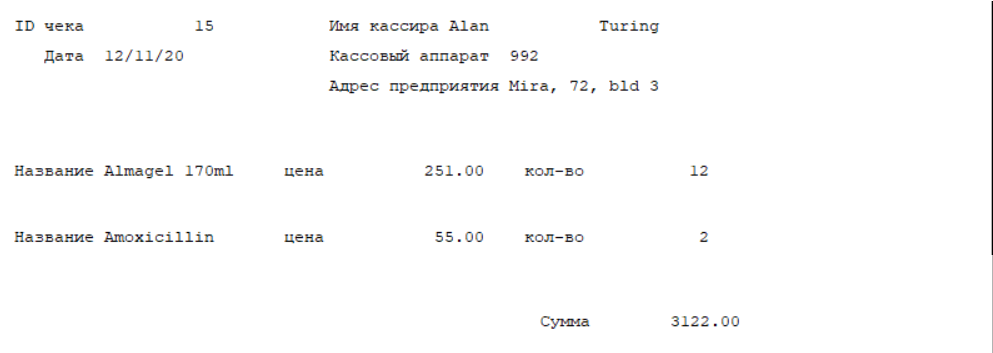 ID чека 15 Имя кассира Alan Turing
Дата 12/11/20 Кассовый аппарат 992
Адрес предприятия Mira, 72, bld 3
Название Almagel 170ml цена 251.00 кол-во 12
Название Amoxicillin цена 55.00 кол-во 2
Сумма 3122.00